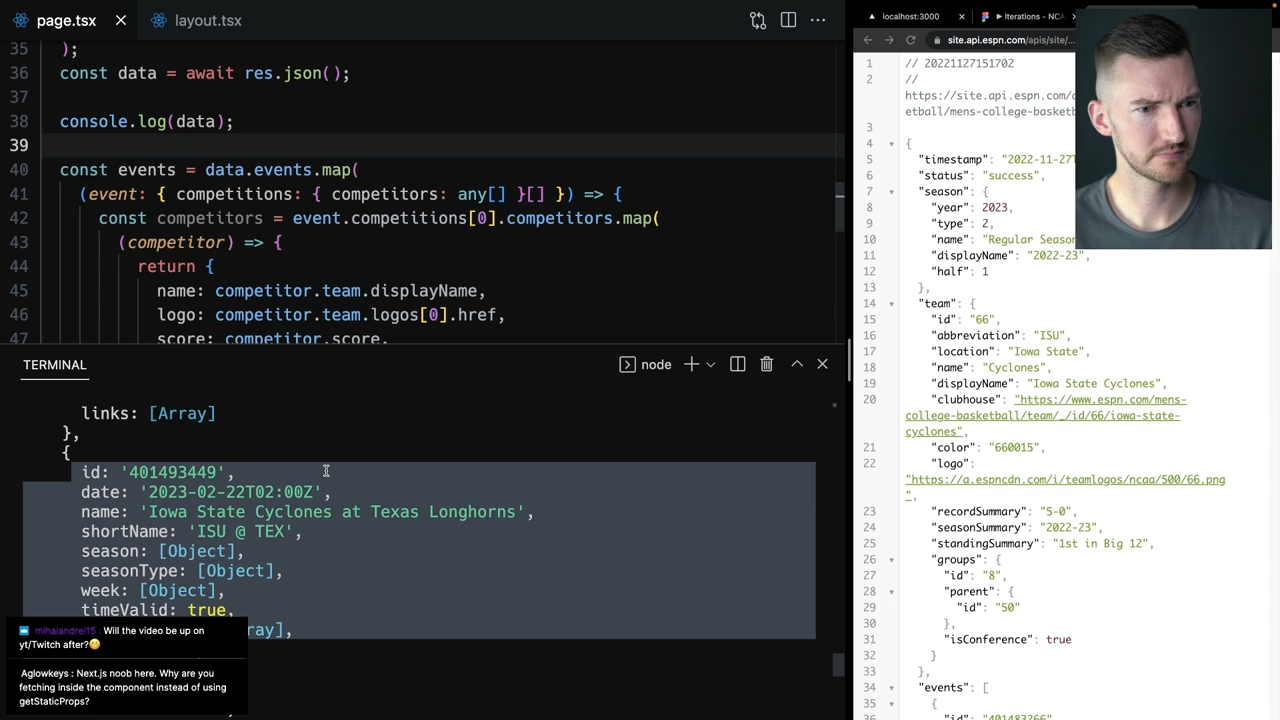 page.tsx
layout.tsx
35 );
36 const data = await res.json();
37
38 console.log(data);
39
40 const events = data.events.map(
41 (event: { competitions: { competitors: any[] }[] }) => {
42 const competitors = event.competitions[0].competitors.map(
43 (competitor) => {
44 return {
45 name: competitor.team.displayName,
46 logo: competitor.team.logos[0].href,
47 score: competitor.score,
TERMINAL
node
links: [Array]
},
{
id: '401493449',
date: '2023-02-22T02:00Z',
name: 'Iowa State Cyclones at Texas Longhorns',
shortName: 'ISU @ TEX',
season: [Object],
seasonType: [Object],
week: [Object],
timeValid: true,
ray],
mihaiandrei15 : Will the video be up on
yt/Twitch after?
Aglowkeys : Next.js noob here. Why are you
fetching inside the component instead of using
getStaticProps?
localhost:3000
Iterations - NCA
site.api.espn.com/apis/site/...
1 // 20221127151702
2 //
https://site.api.espn.com/
etball/mens-college-basketb
3
4 {
5 "timestamp": "2022-11-27T
6 "status": "success",
7 "season": {
8 "year": 2023,
9 "type": 2,
10 "name": "Regular Season
11 "displayName": "2022-23",
12 "half": 1
13 },
14 "team": {
15 "id": "66",
16 "abbreviation": "ISU",
17 "location": "Iowa State",
18 "name": "Cyclones",
19 "displayName": "Iowa State Cyclones",
20 "clubhouse": "https://www.espn.com/mens-
college-basketball/team/_/id/66/iowa-state-
cyclones",
21 "color": "660015",
22 "logo":
"https://a.espncdn.com/i/teamlogos/ncaa/500/66.png
",
23 "recordSummary": "5-0",
24 "seasonSummary": "2022-23",
25 "standingSummary": "1st in Big 12",
26 "groups": {
27 "id": "8",
28 "parent": {
29 "id": "50"
30 },
31 "isConference": true
32 }
33 },
34 "events": [
35 {
36 "id": "401483266"